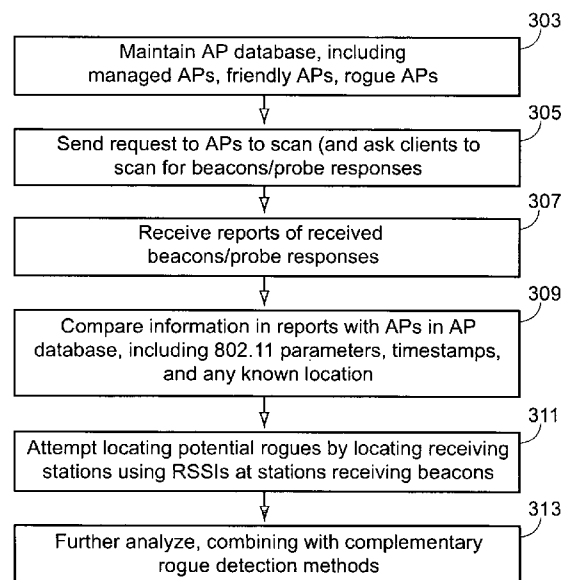 303
Maintain AP database, including
managed APs, friendly APs, rogue APs
305
Send request to APs to scan (and ask clients to
scan for beacons/probe responses
307
Receive reports of received
beacons/probe responses
309
Compare information in reports with APs in AP
database, including 802.11 parameters, timestamps,
and any known location
311
Attempt locating potential rogues by locating receiving
stations using RSSIs at stations receiving beacons
313
Further analyze, combining with complementary
rogue detection methods